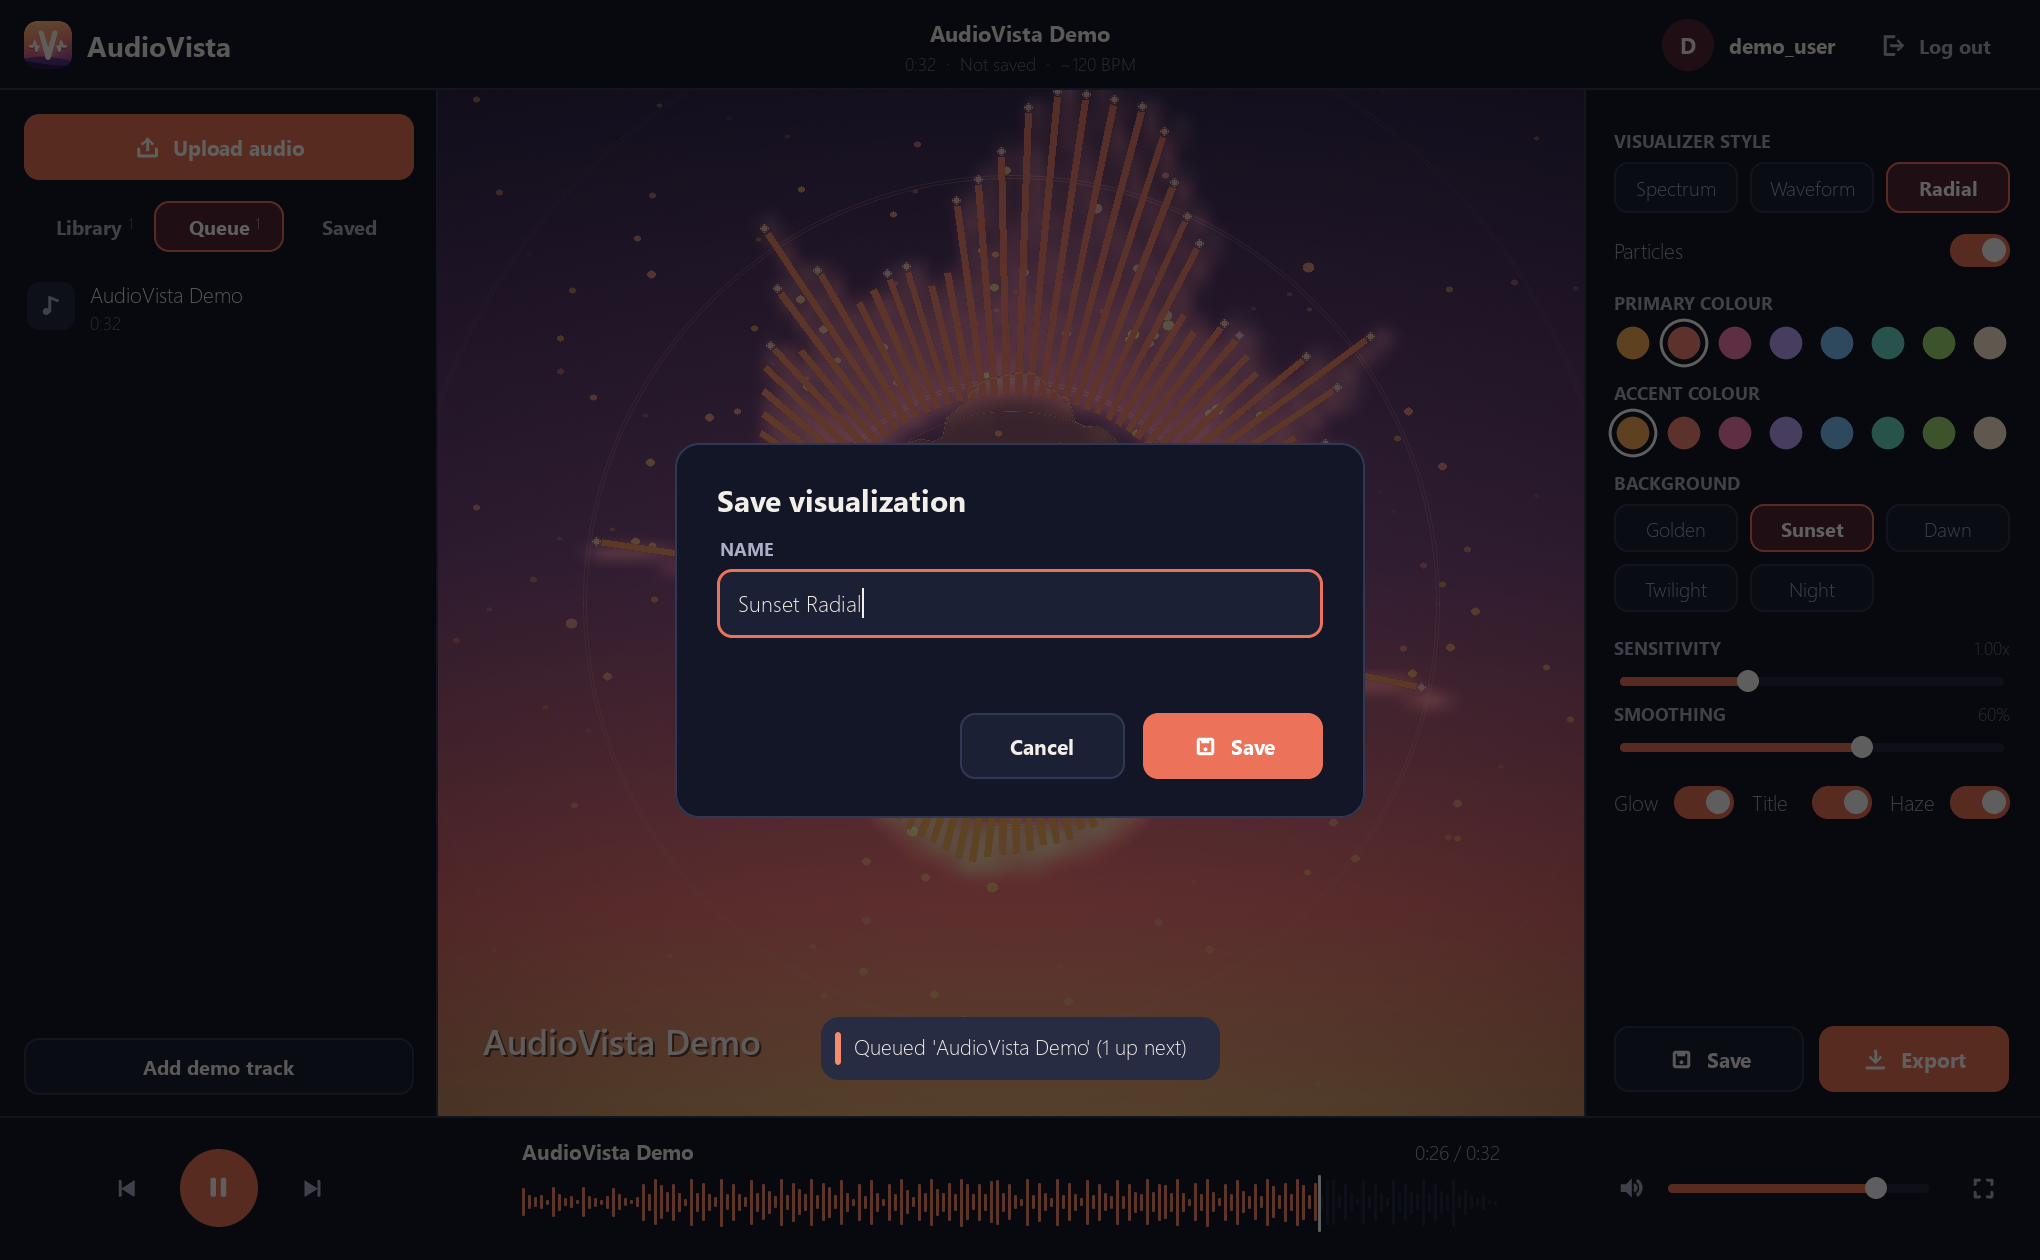 AudioVista
AudioVista Demo
0:32 · Not saved · ~120 BPM
D
demo_user
Log out
Upload audio
Library 1
Queue 1
Saved
AudioVista Demo
0:32
Add demo track
VISUALIZER STYLE
Spectrum
Waveform
Radial
Particles
PRIMARY COLOUR
ACCENT COLOUR
BACKGROUND
Golden
Sunset
Dawn
Twilight
Night
SENSITIVITY
1.00x
SMOOTHING
60%
Glow
Title
Haze
Save
Export
Save visualization
NAME
Sunset Radial
Cancel
Save
AudioVista Demo
Queued 'AudioVista Demo' (1 up next)
AudioVista Demo
0:26 / 0:32